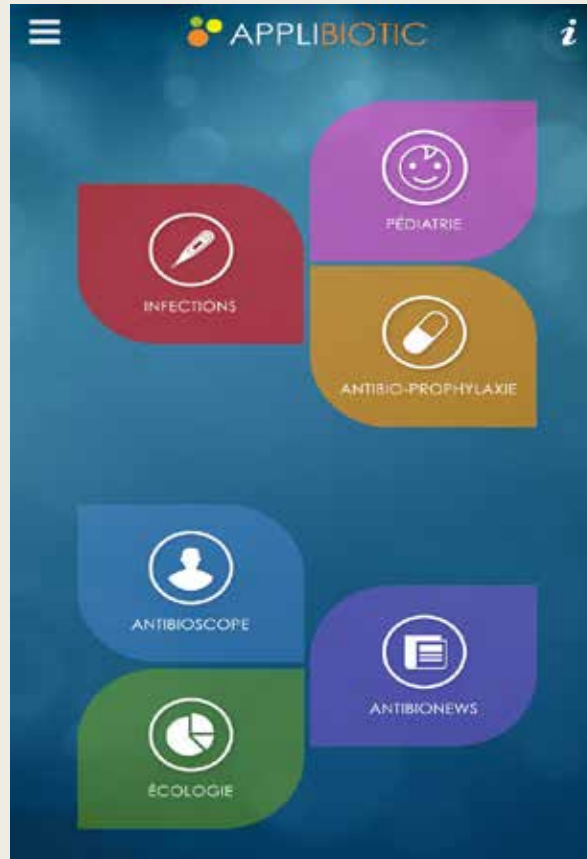 APPLIBIOTIC
i
PÉDIATRIE
INFECTIONS
ANTIBIO-PROPHYLAXIE
ANTIBIOSCOPE
ANTIBIONEWS
ÉCOLOGIE